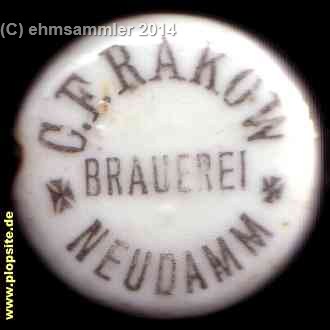 (C) ehmsammler 2014
C.F.RAKOW
BRAUEREI
NEUDAMM
www.plopsite.de